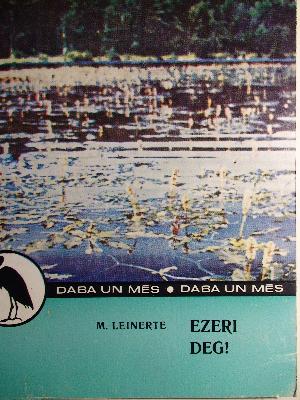 DABA UN MĒS ● DABA UN MĒS
M. LEINERTE
EZERI
DEG!